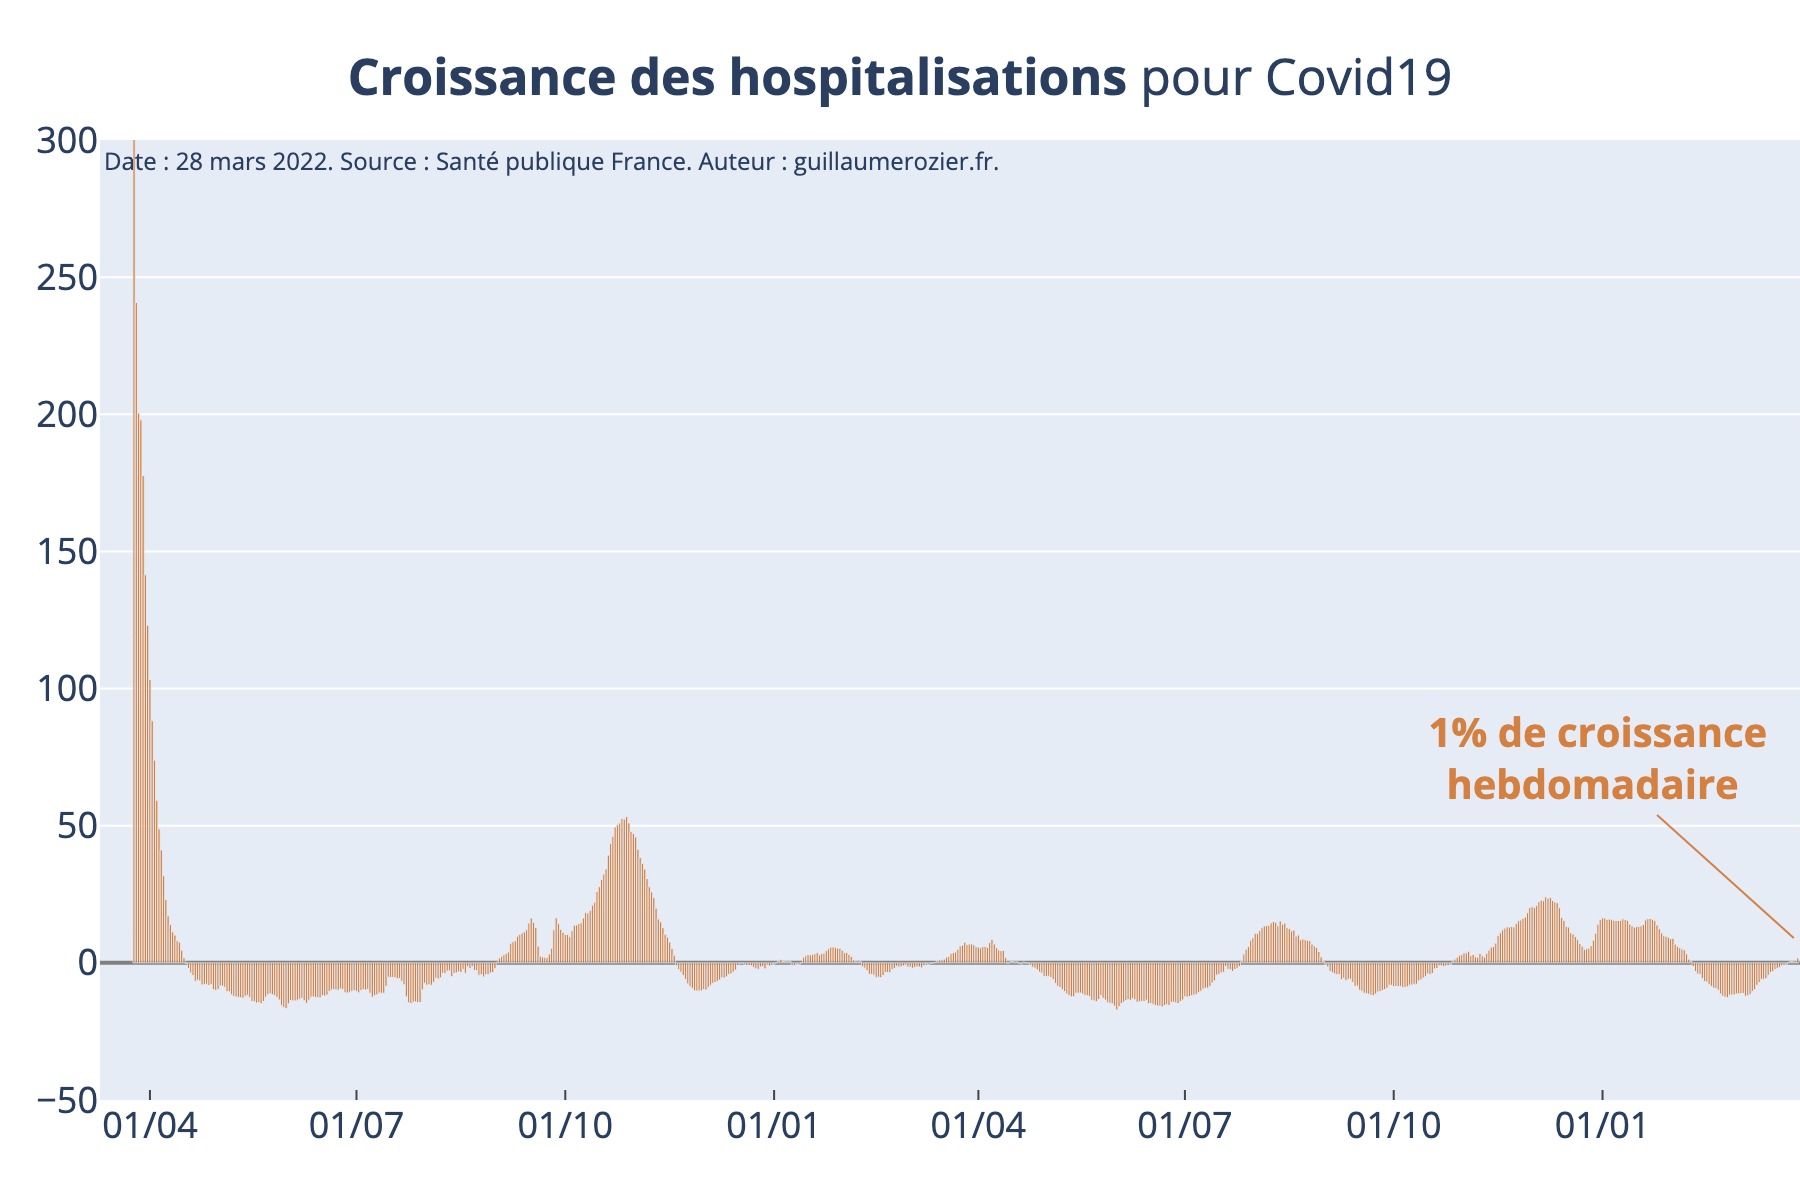 Croissance des hospitalisations pour Covid19
300
Date : 28 mars 2022. Source : Santé publique France. Auteur : guillaumerozier.fr.
250
200
150
100
1% de croissance
hebdomadaire
50
0
−50
01/04 01/07 01/10 01/01 01/04 01/07 01/10 01/01